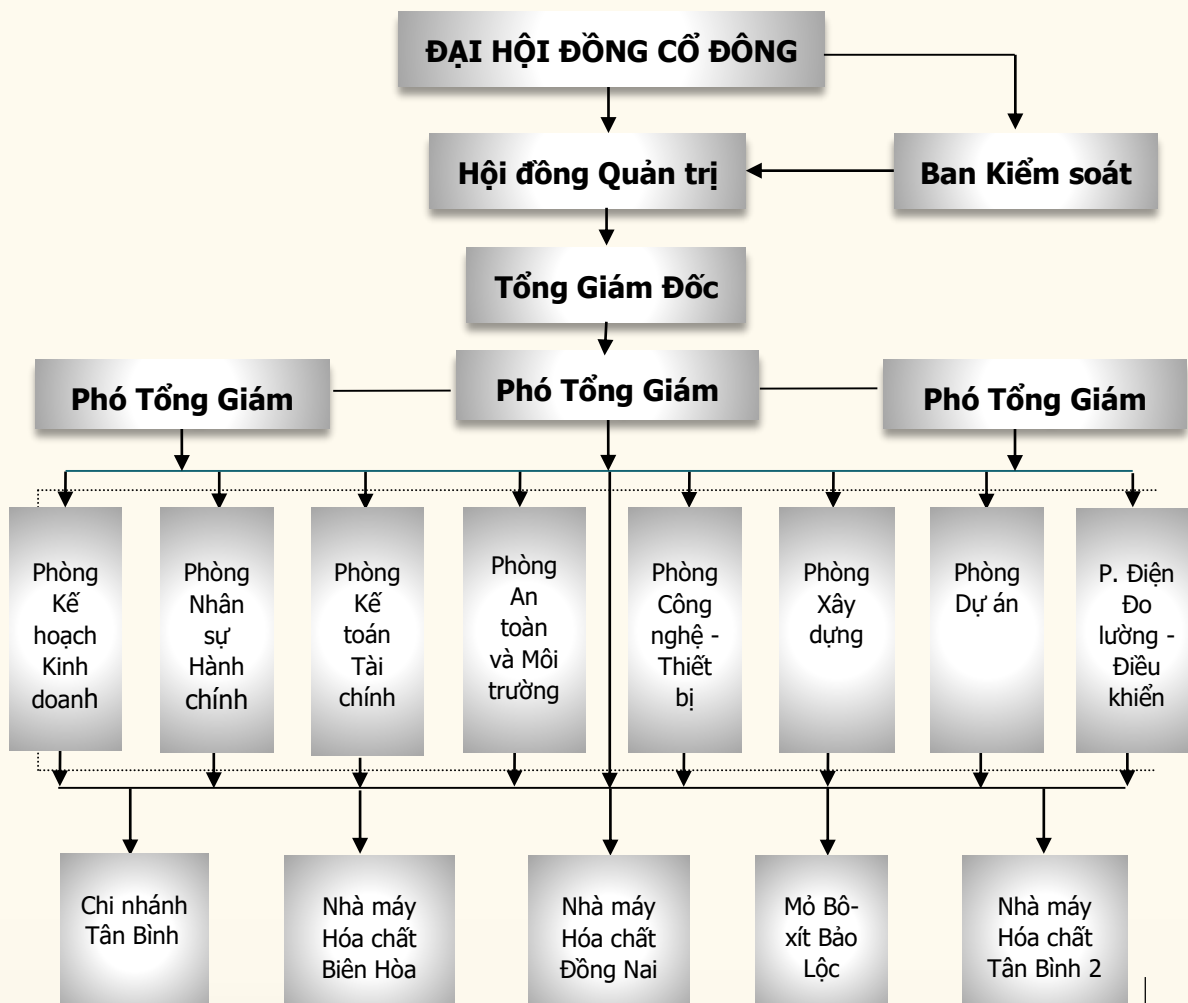 ĐẠI HỘI ĐỒNG CỔ ĐÔNG
Hội đồng Quản trị
Ban Kiểm soát
Tổng Giám Đốc
Phó Tổng Giám
Phó Tổng Giám
Phó Tổng Giám
Phòng
Kế
hoạch
Kinh
doanh
Phòng
Nhân
sự
Hành
chính
Phòng
Kế
toán
Tài
chính
Phòng
An
toàn
và Môi
trường
Phòng
Công
nghệ -
Thiết
bị
Phòng
Xây
dựng
Phòng
Dự án
P. Điện
Đo
lường -
Điều
khiển
Chi nhánh
Tân Bình
Nhà máy
Hóa chất
Biên Hòa
Nhà máy
Hóa chất
Đồng Nai
Mỏ Bô-
xít Bảo
Lộc
Nhà máy
Hóa chất
Tân Bình 2